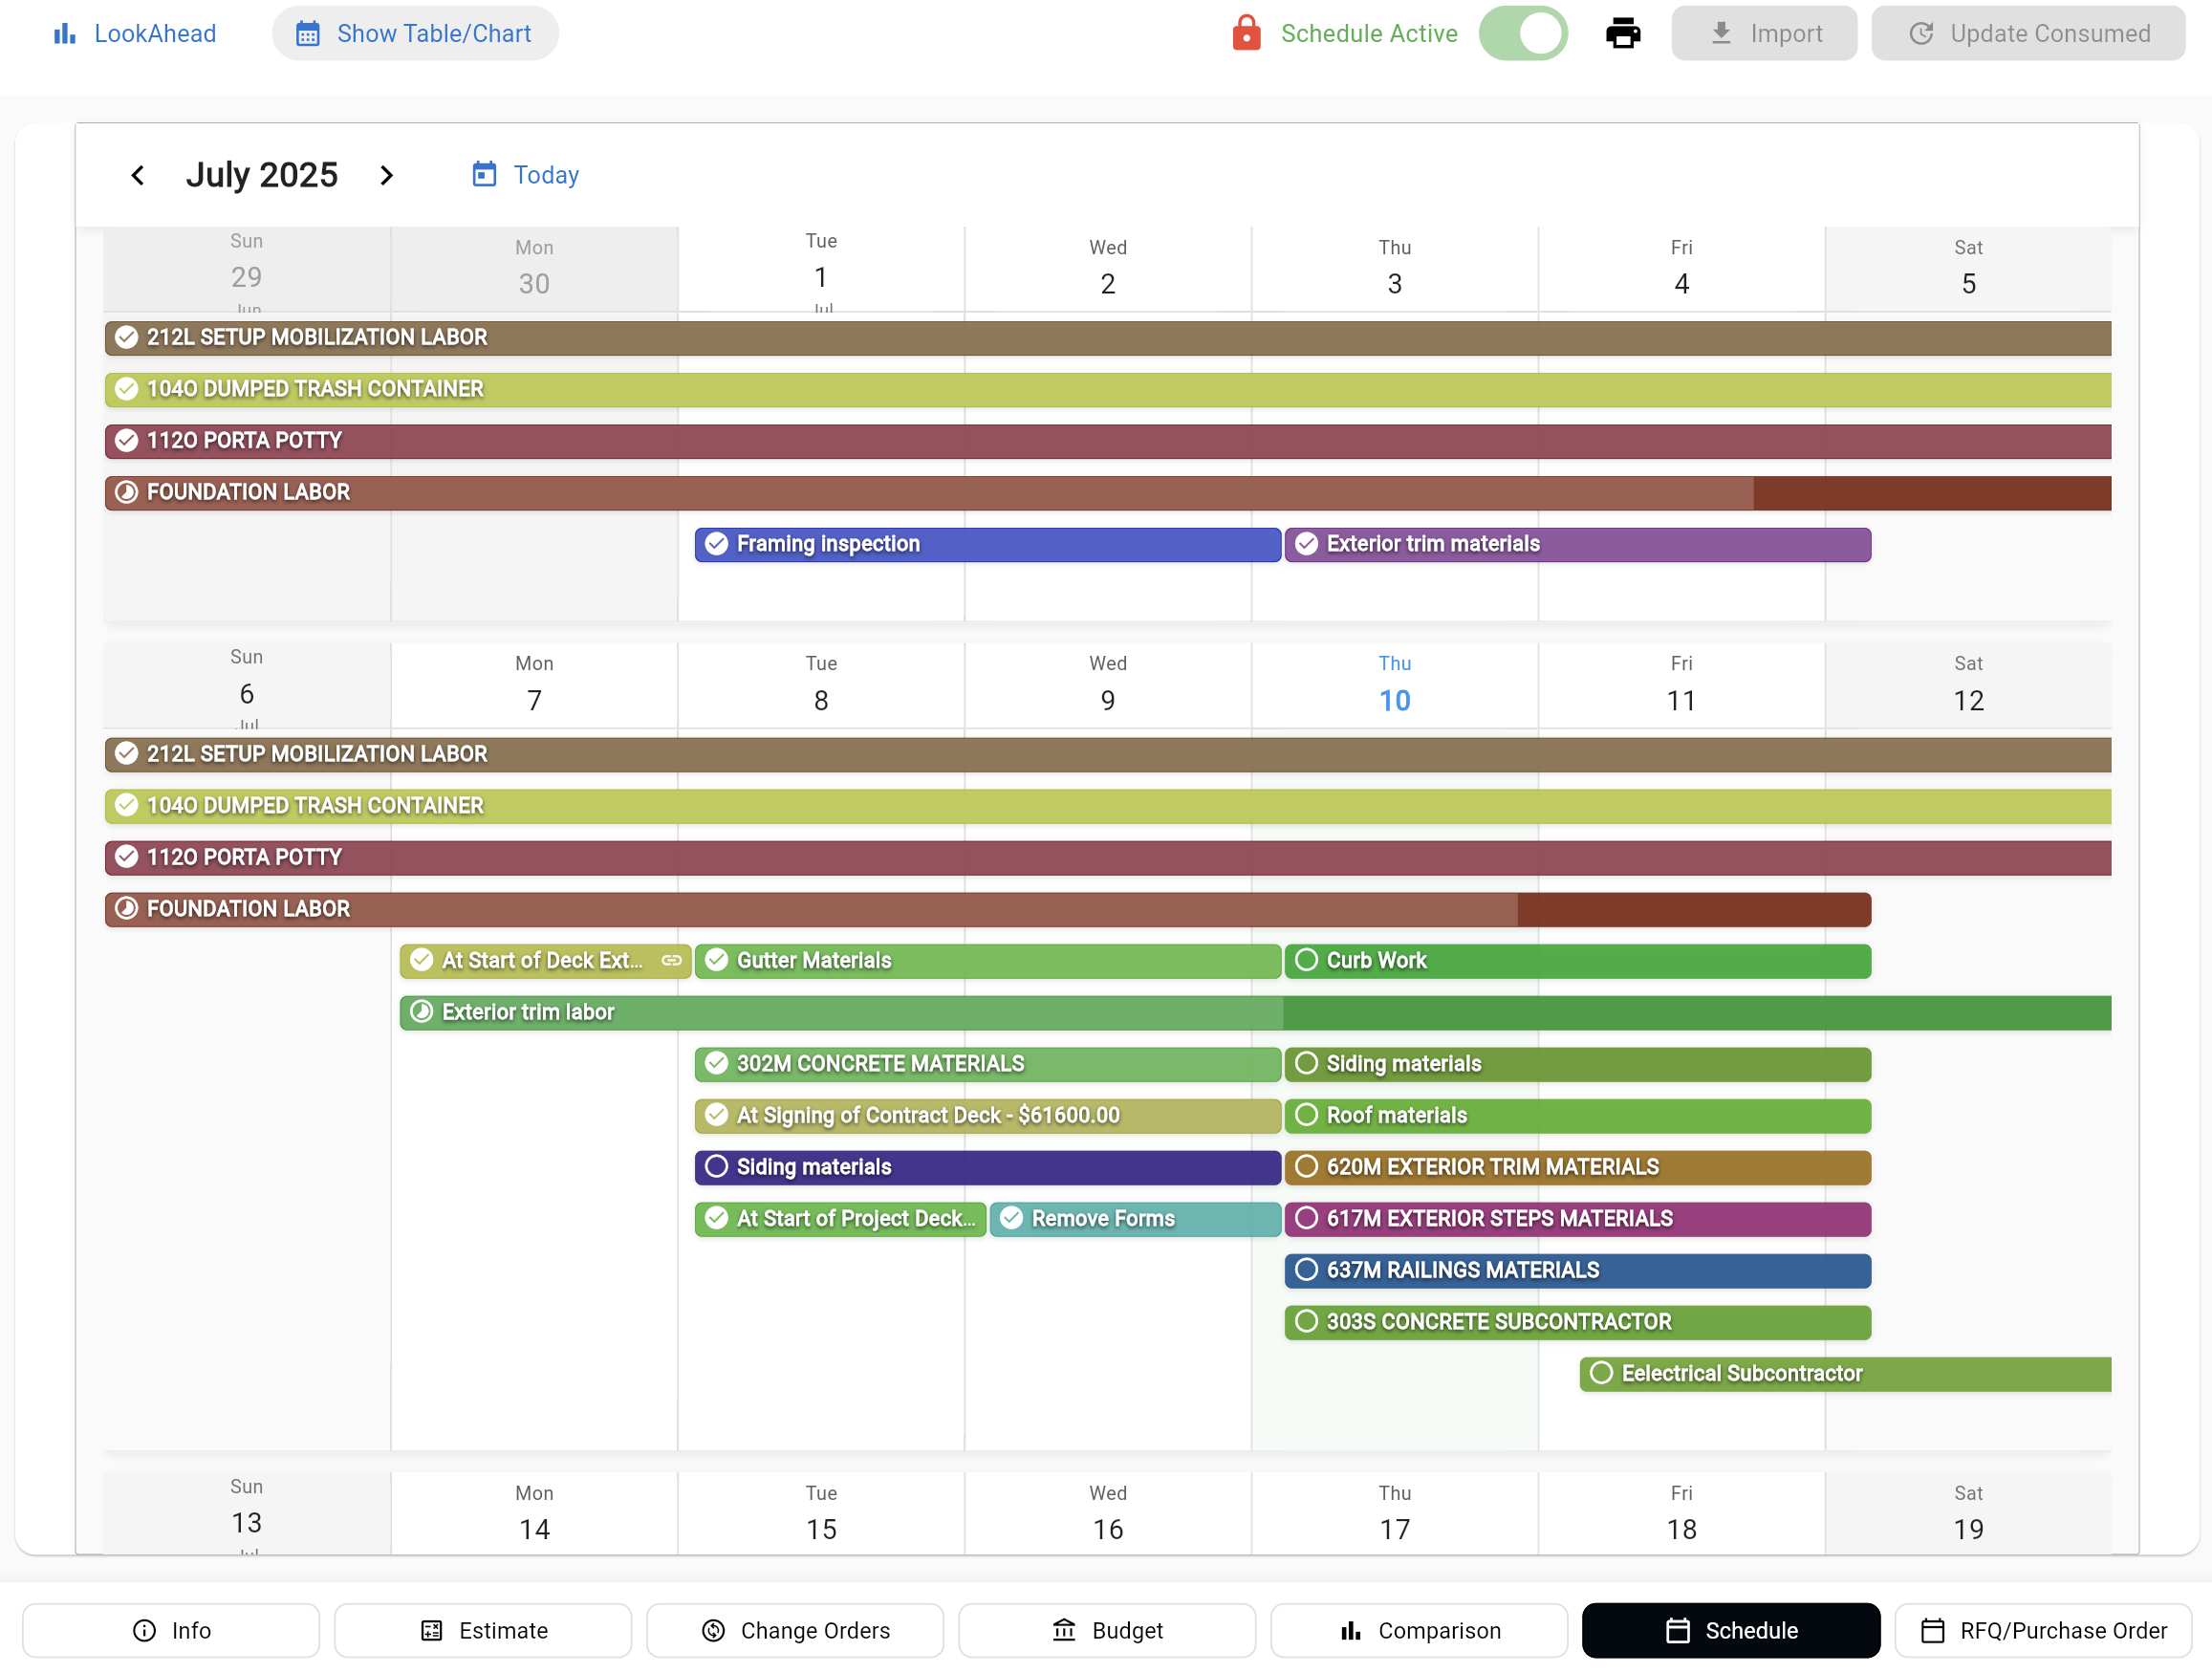 LookAhead Show Table/Chart Schedule Active Import Update Consumed
July 2025 Today
Sun Mon Tue Wed Thu Fri Sat
29 30 1 2 3 4 5
Jun Jul
212L SETUP MOBILIZATION LABOR
104O DUMPED TRASH CONTAINER
112O PORTA POTTY
FOUNDATION LABOR
Framing inspection Exterior trim materials
Sun Mon Tue Wed Thu Fri Sat
6 7 8 9 10 11 12
Jul
212L SETUP MOBILIZATION LABOR
104O DUMPED TRASH CONTAINER
112O PORTA POTTY
FOUNDATION LABOR
At Start of Deck Ext... Gutter Materials Curb Work
Exterior trim labor
302M CONCRETE MATERIALS Siding materials
At Signing of Contract Deck - $61600.00 Roof materials
Siding materials 620M EXTERIOR TRIM MATERIALS
At Start of Project Deck... Remove Forms 617M EXTERIOR STEPS MATERIALS
637M RAILINGS MATERIALS
303S CONCRETE SUBCONTRACTOR
Eelectrical Subcontractor
Sun Mon Tue Wed Thu Fri Sat
13 14 15 16 17 18 19
Jul
Info Estimate Change Orders Budget Comparison Schedule RFQ/Purchase Order